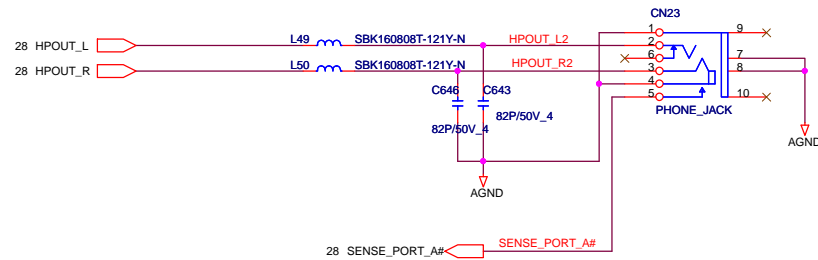 CN23
28 HPOUT_L L49 SBK160808T-121Y-N HPOUT_L2 1 2 9
6 7
28 HPOUT_R L50 SBK160808T-121Y-N HPOUT_R2 3 8
4
C646 C643 5 10
82P/50V_4 82P/50V_4 PHONE_JACK
AGND
AGND
28 SENSE_PORT_A# SENSE_PORT_A#